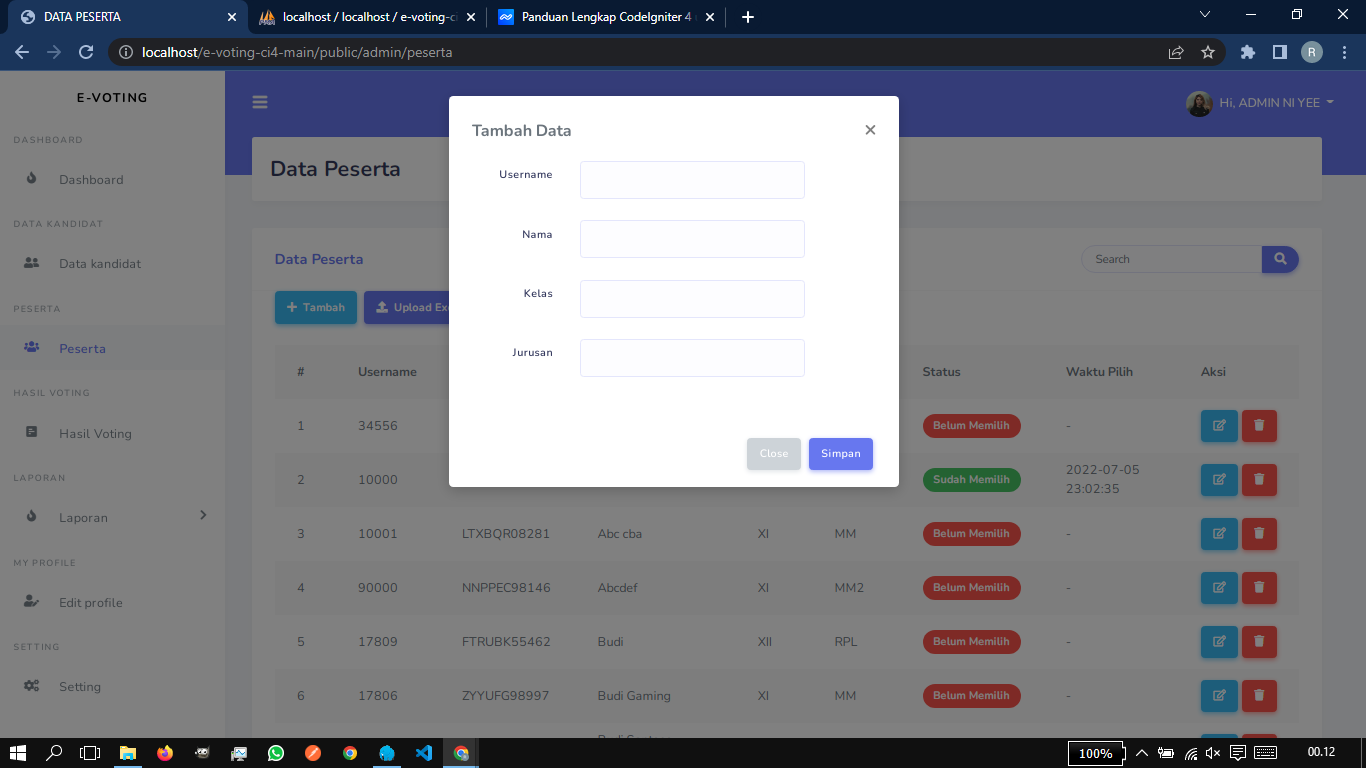 DATA PESERTA
localhost / localhost / e-voting-ci
Panduan Lengkap CodeIgniter 4
localhost/e-voting-ci4-main/public/admin/peserta
R
E-VOTING
Hi, ADMIN NI YEE
DASHBOARD
Dashboard
DATA KANDIDAT
Data kandidat
PESERTA
Peserta
HASIL VOTING
Hasil Voting
LAPORAN
Laporan
MY PROFILE
Edit profile
SETTING
Setting
Data Peserta
Data Peserta
Search
Tambah
Upload Exc
Tambah Data
Username
Nama
Kelas
Jurusan
Close
Simpan
# Username Status Waktu Pilih Aksi
1 34556 Belum Memilih -
2 10000 Sudah Memilih 2022-07-05
23:02:35
3 10001 LTXBQR08281 Abc cba XI MM Belum Memilih -
4 90000 NNPPEC98146 Abcdef XI MM2 Belum Memilih -
5 17809 FTRUBK55462 Budi XII RPL Belum Memilih -
6 17806 ZYYUFG98997 Budi Gaming XI MM Belum Memilih -
100%
00.12